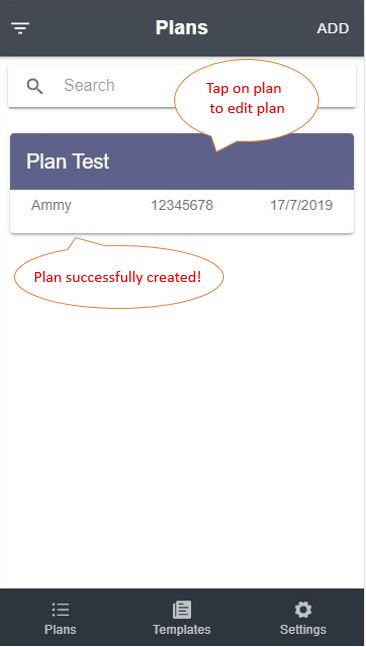 Plans ADD
Search
Tap on plan
to edit plan
Plan Test
Ammy 12345678 17/7/2019
Plan successfully created!
Plans Templates Settings